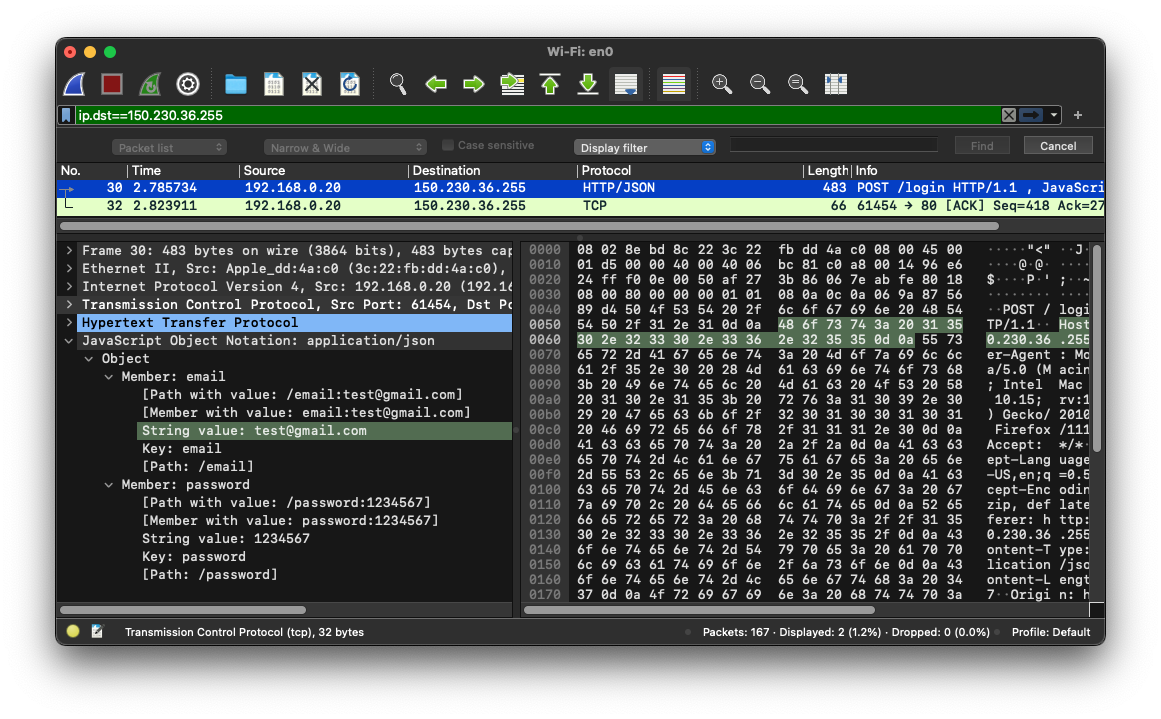 Wi-Fi: en0
ip.dst==150.230.36.255
Packet list Narrow & Wide Case sensitive Display filter Find Cancel
No. Time Source Destination Protocol Length Info
30 2.785734 192.168.0.20 150.230.36.255 HTTP/JSON 483 POST /login HTTP/1.1 , JavaScri
32 2.823911 192.168.0.20 150.230.36.255 TCP 66 61454 → 80 [ACK] Seq=418 Ack=27
Frame 30: 483 bytes on wire (3864 bits), 483 bytes cap
Ethernet II, Src: Apple_dd:4a:c0 (3c:22:fb:dd:4a:c0),
Internet Protocol Version 4, Src: 192.168.0.20 (192.16
Transmission Control Protocol, Src Port: 61454, Dst Po
Hypertext Transfer Protocol
JavaScript Object Notation: application/json
Object
Member: email
[Path with value: /email:test@gmail.com]
[Member with value: email:test@gmail.com]
String value: test@gmail.com
Key: email
[Path: /email]
Member: password
[Path with value: /password:1234567]
[Member with value: password:1234567]
String value: 1234567
Key: password
[Path: /password]
0000 08 02 8e bd 8c 22 3c 22 fb dd 4a c0 08 00 45 00 ·····"<" ··J···
0010 01 d5 00 00 40 00 40 06 bc 81 c0 a8 00 14 96 e6 ····@·@· ······
0020 24 ff f0 0e 00 50 af 27 3b 86 06 7e ab fe 80 18 $····P·' ;··~··
0030 08 00 80 00 00 00 01 01 08 0a 0c 0a 06 9a 87 56 ········ ······
0040 89 d4 50 4f 53 54 20 2f 6c 6f 67 69 6e 20 48 54 ··POST / login
0050 54 50 2f 31 2e 31 0d 0a 48 6f 73 74 3a 20 31 35 TP/1.1·· Host
0060 30 2e 32 33 30 2e 33 36 2e 32 35 35 0d 0a 55 73 0.230.36 .255
0070 65 72 2d 41 67 65 6e 74 3a 20 4d 6f 7a 69 6c 6c er-Agent : Mo
0080 61 2f 35 2e 30 20 28 4d 61 63 69 6e 74 6f 73 68 a/5.0 (M acin
0090 3b 20 49 6e 74 65 6c 20 4d 61 63 20 4f 53 20 58 ; Intel Mac
00a0 20 31 30 2e 31 35 3b 20 72 76 3a 31 30 39 2e 30 10.15; rv:1
00b0 29 20 47 65 63 6b 6f 2f 32 30 31 30 30 31 30 31 ) Gecko/ 2010
00c0 20 46 69 72 65 66 6f 78 2f 31 31 31 2e 30 0d 0a Firefox /111
00d0 41 63 63 65 70 74 3a 20 2a 2f 2a 0d 0a 41 63 63 Accept: */*
00e0 65 70 74 2d 4c 61 6e 67 75 61 67 65 3a 20 65 6e ept-Lang uage
00f0 2d 55 53 2c 65 6e 3b 71 3d 30 2e 35 0d 0a 41 63 -US,en;q =0.5
0100 63 65 70 74 2d 45 6e 63 6f 64 69 6e 67 3a 20 67 cept-Enc odin
0110 7a 69 70 2c 20 64 65 66 6c 61 74 65 0d 0a 52 65 zip, def late
0120 66 65 72 65 72 3a 20 68 74 74 70 3a 2f 2f 31 35 ferer: h ttp:
0130 30 2e 32 33 30 2e 33 36 2e 32 35 35 0d 0a 43 0.230.36 .255
0140 6f 6e 74 65 6e 74 2d 54 79 70 65 3a 20 61 70 70 ontent-T ype:
0150 6c 69 63 61 74 69 6f 6e 2f 6a 73 6f 6e 0d 0a 43 lication /jso
0160 6f 6e 74 65 6e 74 2d 4c 65 6e 67 74 68 3a 20 34 ontent-L engt
0170 37 0d 0a 4f 72 69 67 69 6e 3a 20 68 74 74 70 3a 7··Origi n: h
Transmission Control Protocol (tcp), 32 bytes Packets: 167 · Displayed: 2 (1.2%) · Dropped: 0 (0.0%) Profile: Default